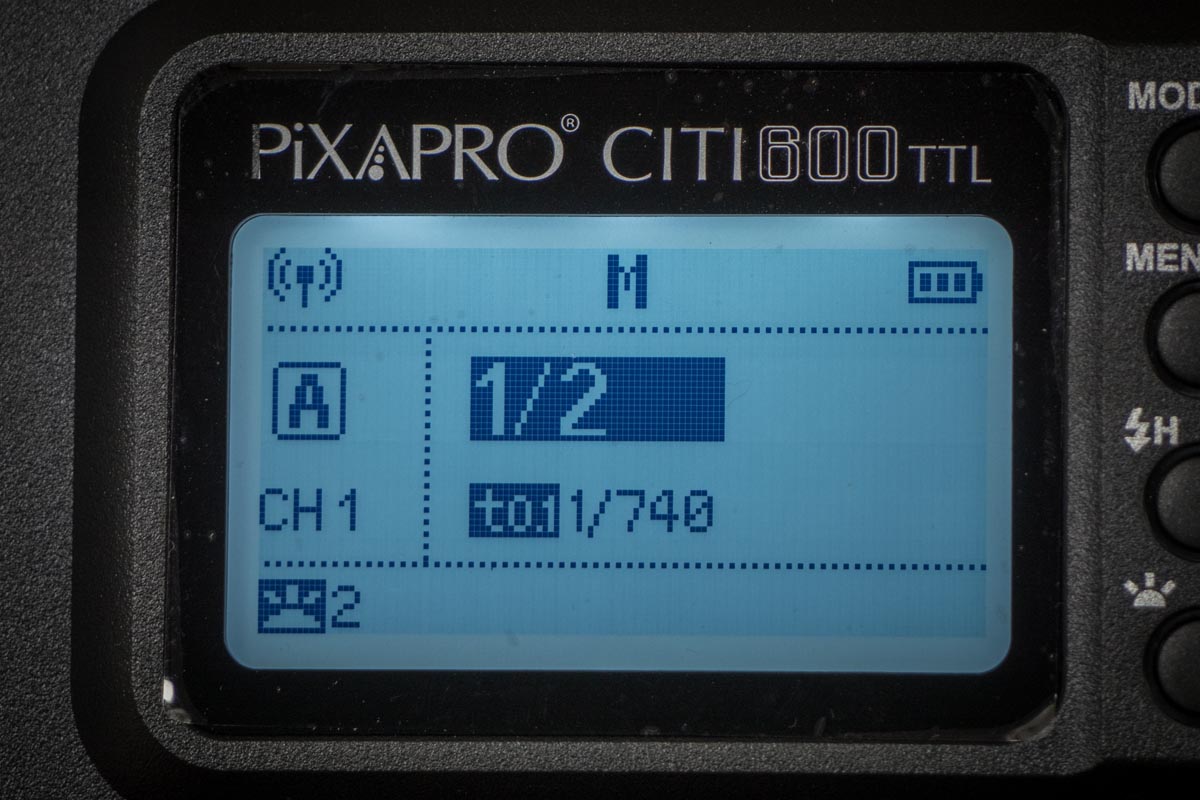 PiXAPRO® CITI600 TTL
M
A
1/2
CH 1
t0.1 1/740
2
MOD
MEN
H